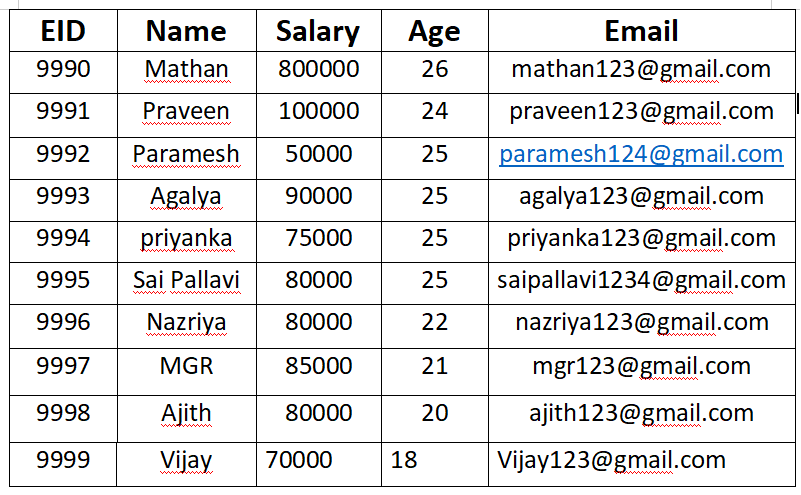 EID Name Salary Age Email
9990 Mathan 800000 26 mathan123@gmail.com
9991 Praveen 100000 24 praveen123@gmail.com
9992 Paramesh 50000 25 paramesh124@gmail.com
9993 Agalya 90000 25 agalya123@gmail.com
9994 priyanka 75000 25 priyanka123@gmail.com
9995 Sai Pallavi 80000 25 saipallavi1234@gmail.com
9996 Nazriya 80000 22 nazriya123@gmail.com
9997 MGR 85000 21 mgr123@gmail.com
9998 Ajith 80000 20 ajith123@gmail.com
9999 Vijay 70000 18 Vijay123@gmail.com